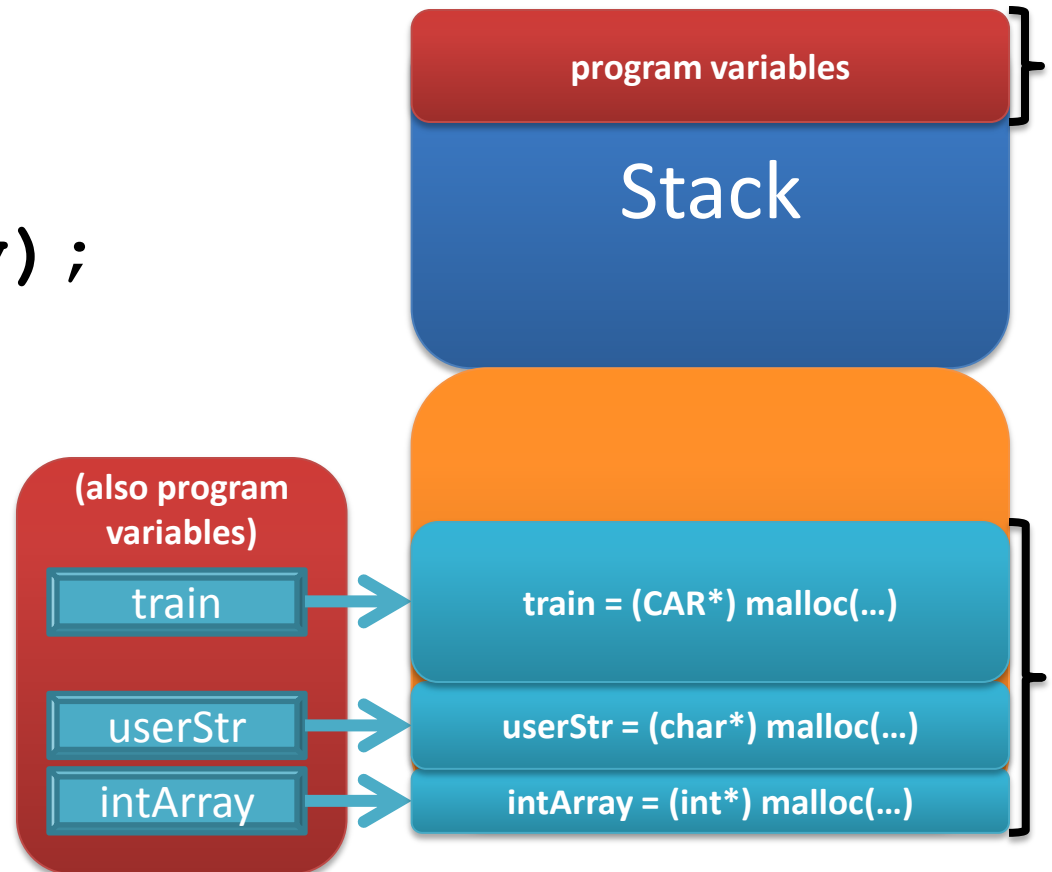 program variables
Stack
);
(also program
variables)
train
train = (CAR*) malloc(…)
userStr
userStr = (char*) malloc(…)
intArray
intArray = (int*) malloc(…)